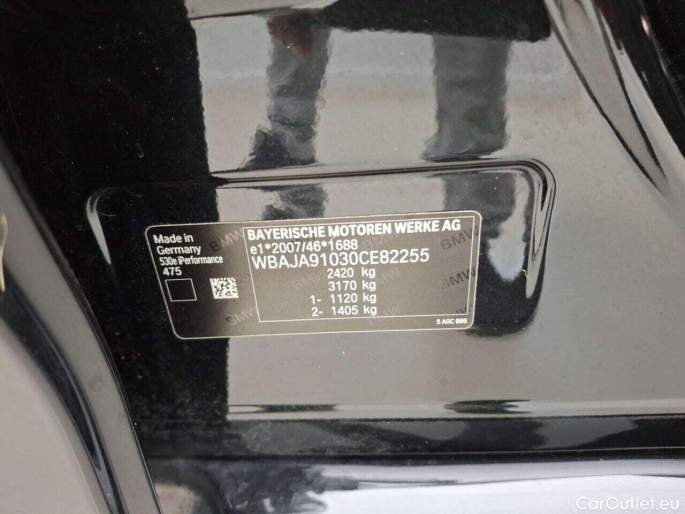 Made in
Germany
530e iPerformance
475
BAYERISCHE MOTOREN WERKE AG
e1*2007/46*1688
WBAJA91030CE82255
2420 kg
3170 kg
1- 1120 kg
2- 1405 kg
CarOutlet.eu